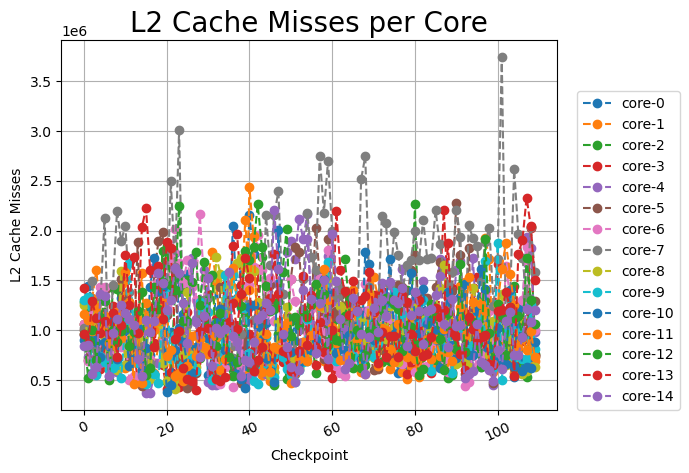 L2 Cache Misses per Core
1e6
3.5
3.0
2.5
2.0
1.5
1.0
0.5
L2 Cache Misses
0
20
40
60
80
100
Checkpoint
core-0
core-1
core-2
core-3
core-4
core-5
core-6
core-7
core-8
core-9
core-10
core-11
core-12
core-13
core-14